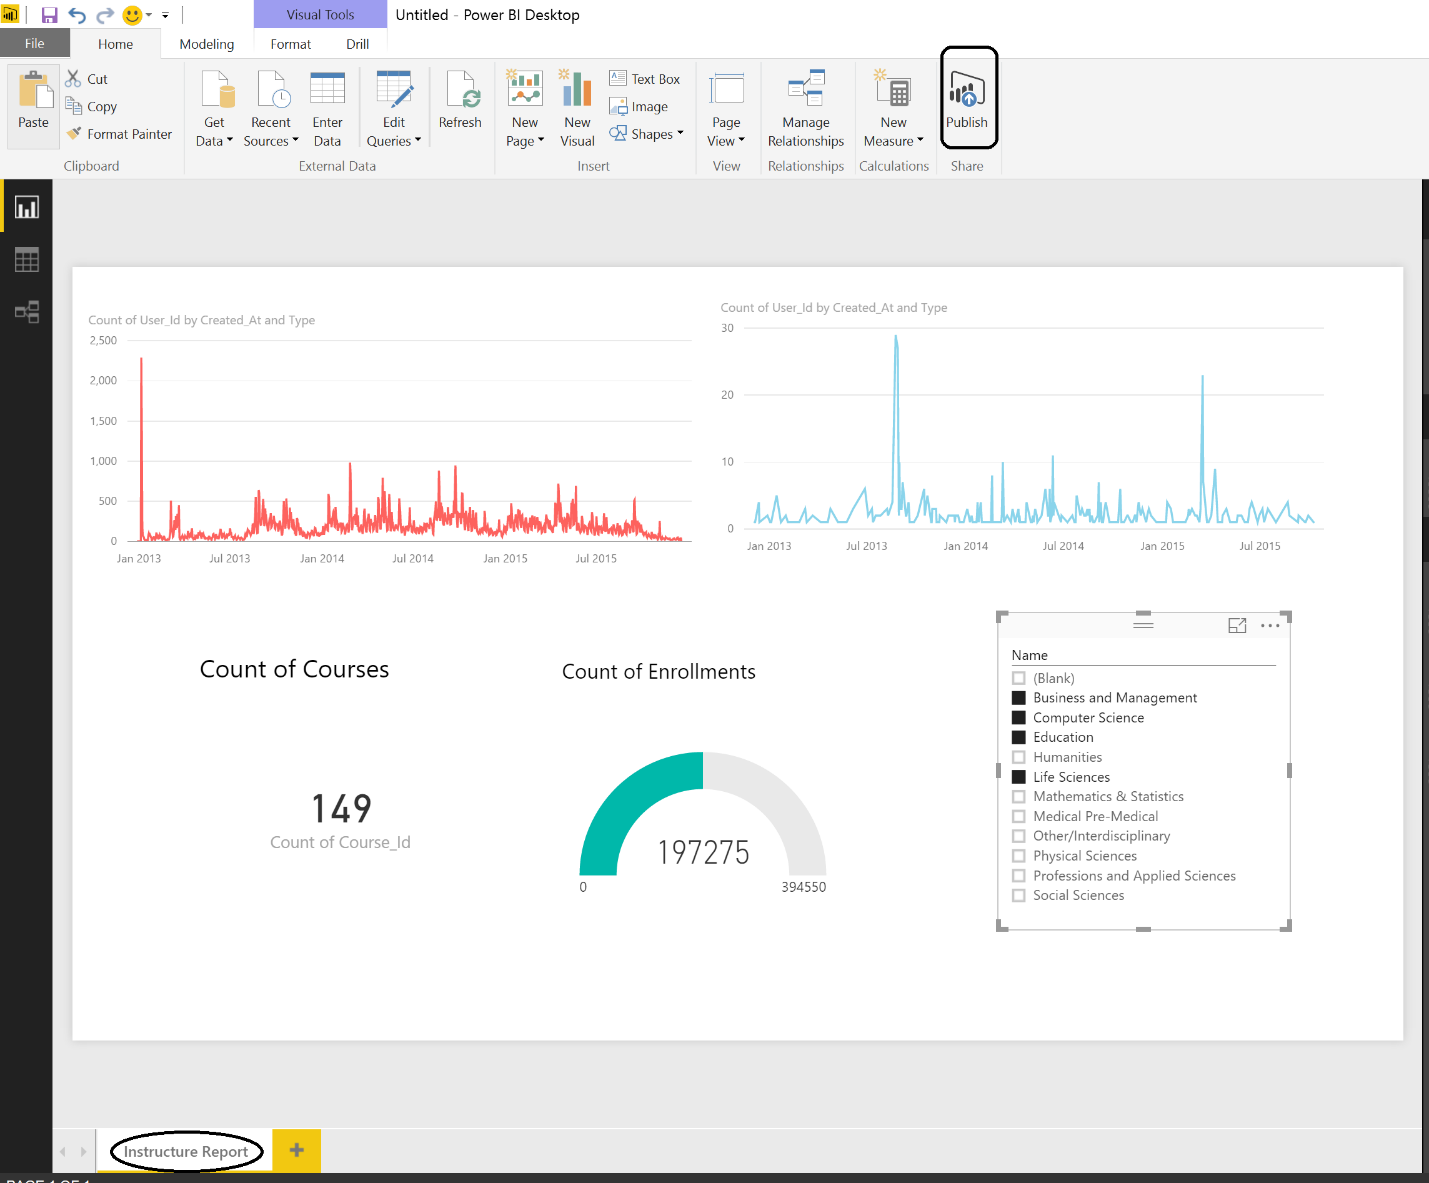 Visual Tools
Untitled - Power BI Desktop
File
Home
Modeling
Format
Drill
Paste
Cut
Copy
Format Painter
Clipboard
Get Data
Recent Sources
Enter Data
Edit Queries
Refresh
External Data
New Page
New Visual
Text Box
Image
Shapes
Insert
Page View
View
Manage Relationships
Relationships
New Measure
Calculations
Publish
Share
Count of User_Id by Created_At and Type
2,500
2,000
1,500
1,000
500
0
Jan 2013 Jul 2013 Jan 2014 Jul 2014 Jan 2015 Jul 2015
Count of User_Id by Created_At and Type
30
20
10
0
Jan 2013 Jul 2013 Jan 2014 Jul 2014 Jan 2015 Jul 2015
Count of Courses
149
Count of Course_Id
Count of Enrollments
197275
0 394550
Name
(Blank)
Business and Management
Computer Science
Education
Humanities
Life Sciences
Mathematics & Statistics
Medical Pre-Medical
Other/Interdisciplinary
Physical Sciences
Professions and Applied Sciences
Social Sciences
Instructure Report
PAGE 1 OF 1